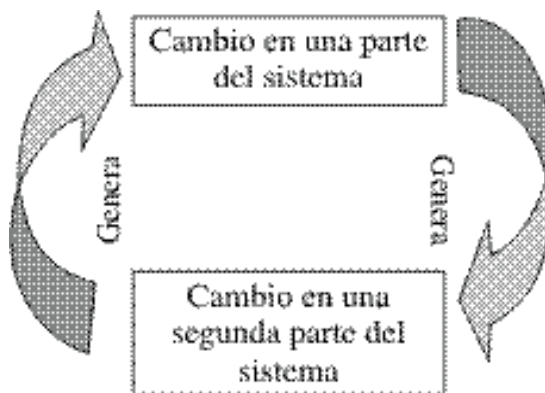 Cambio en una parte
del sistema
Genera
Genera
Cambio en una
segunda parte del
sistema